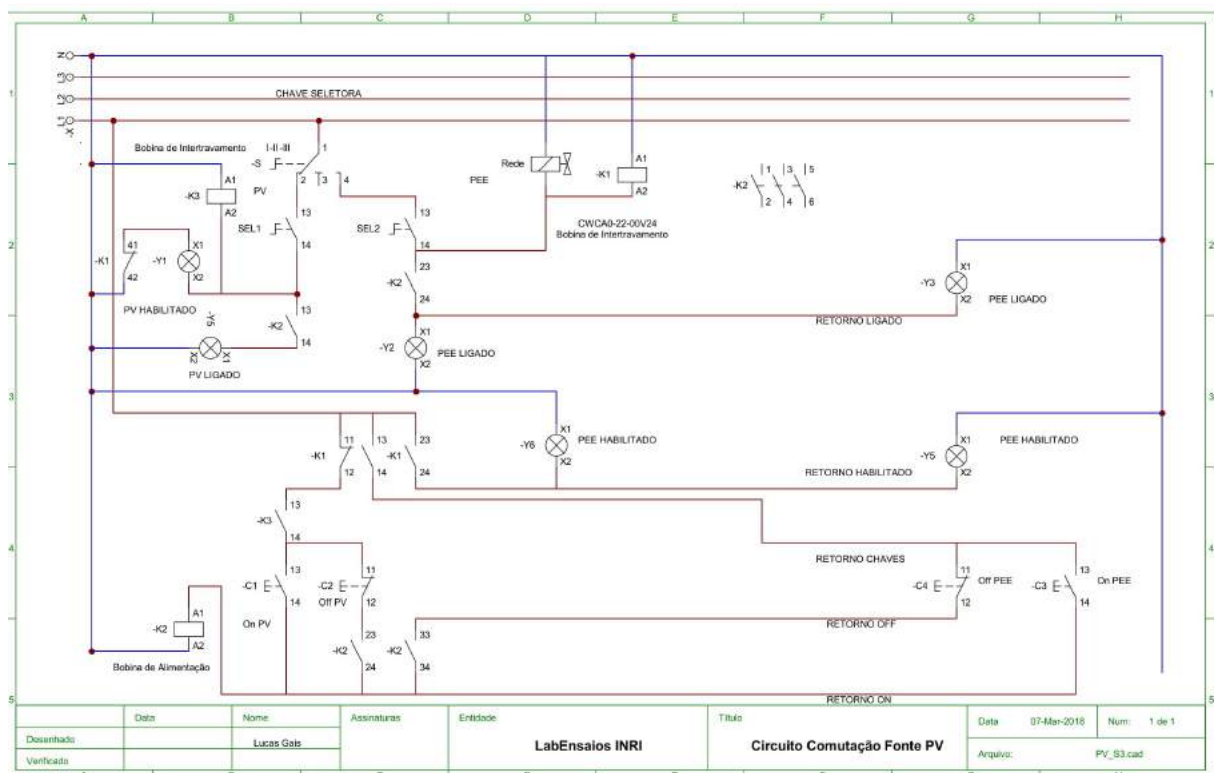 A B C D E F G H
N
L3
L2
L1
-X
1
1
CHAVE SELETORA
Bobina de Intertravamento
I-II-III
-S
1
2
3
4
PV
Rede
PEE
-K1
A1
A2
-K2
1 3 5
2 4 6
-K3
A1
A2
SEL1
13
14
SEL2
13
14
CWCA0-22-00V24
Bobina de Intertravamento
2
2
-K1
41
42
-Y1
X1
X2
-K2
23
24
-Y3
X1
X2
PEE LIGADO
PV HABILITADO
RETORNO LIGADO
-K2
13
14
-Y5
X2
X1
PV LIGADO
-Y2
X1
X2
PEE LIGADO
3
3
-K1
11
12
13
14
-K1
23
24
-Y6
X1
X2
PEE HABILITADO
-Y5
X1
X2
PEE HABILITADO
RETORNO HABILITADO
-K3
13
14
4
4
RETORNO CHAVES
-C1
13
14
On PV
-C2
11
12
Off PV
-C4
11
12
Off PEE
-C3
13
14
On PEE
-K2
A1
A2
Bobina de Alimentação
-K2
23
24
-K2
33
34
RETORNO OFF
RETORNO ON
5
5
Data Nome Assinaturas Entidade Título Data 07-Mar-2018 Num: 1 de 1
Desenhado Lucas Gais
LabEnsaios INRI Circuito Comutação Fonte PV
Verificado
Arquivo: PV_S3.cad